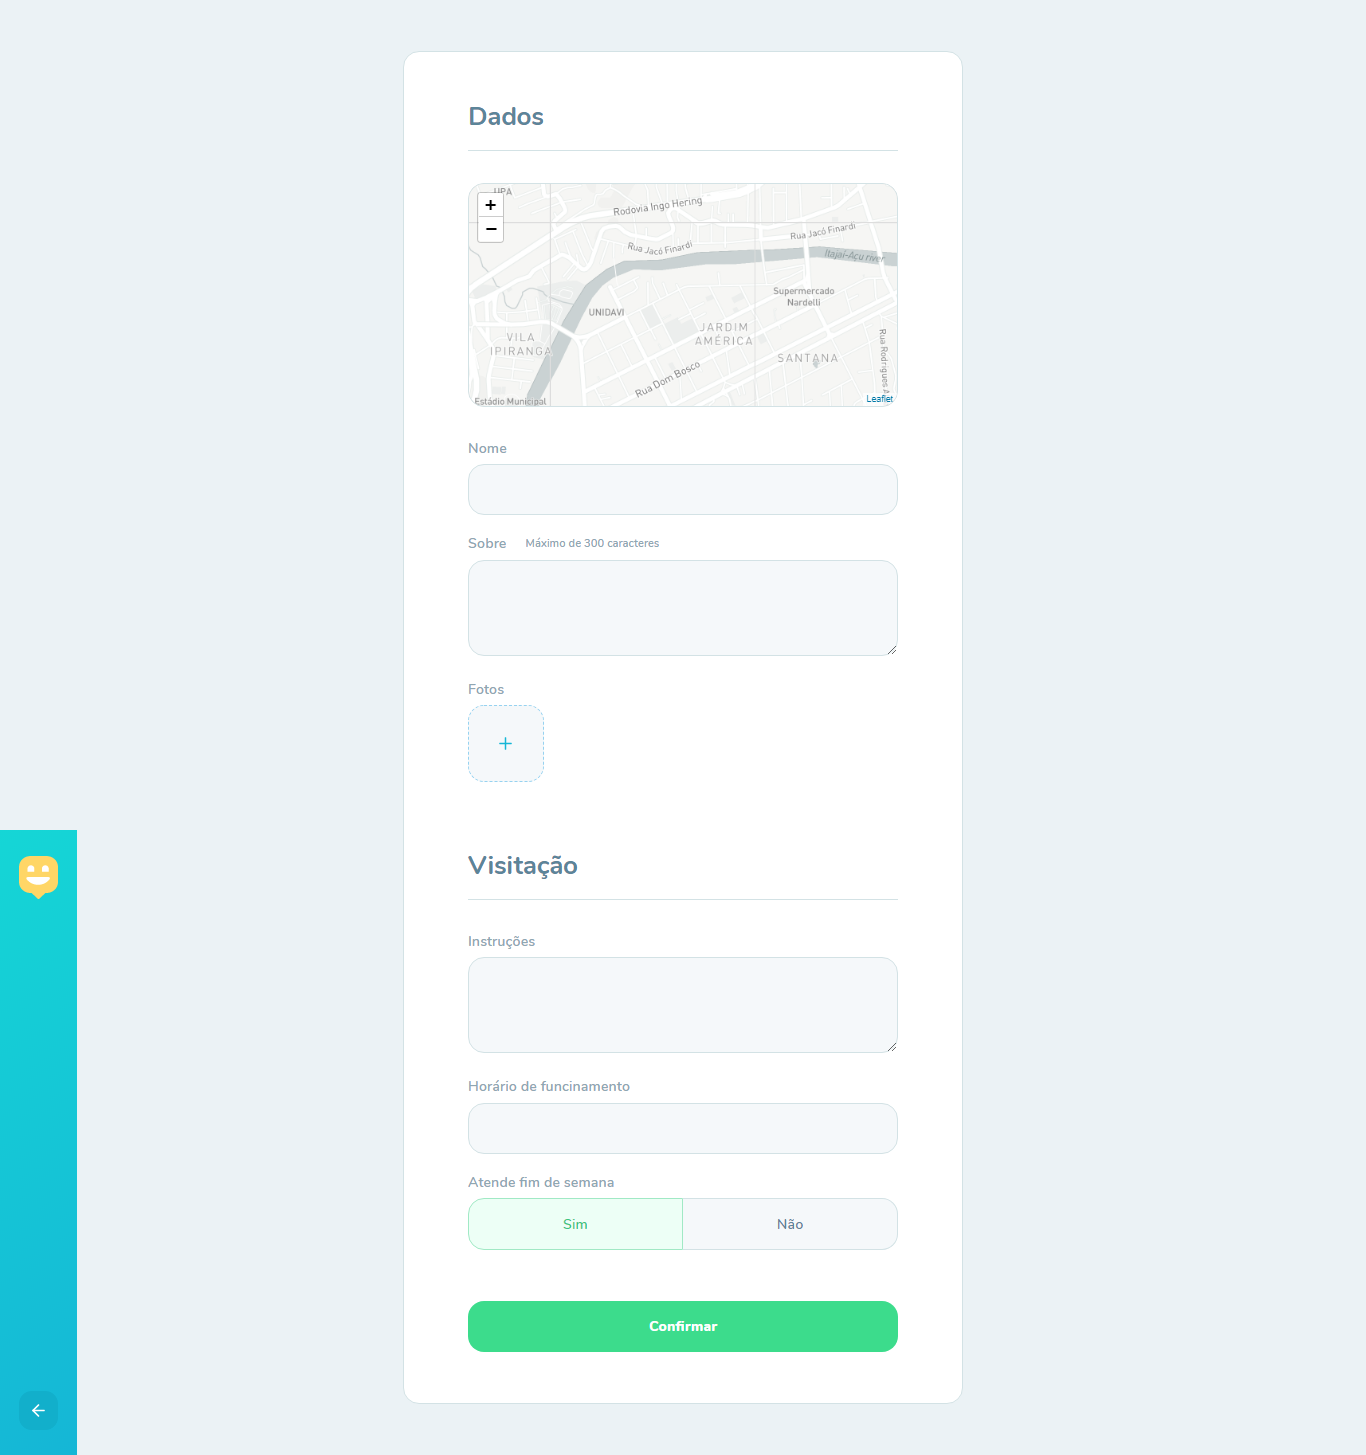 Dados
UPA
+
−
Rodovia Ingo Hering
Rua Jacó Finardi
Rua Jacó Finardi
Itajaí-Açu river
Supermercado
Nardelli
UNIDAVI
JARDIM
AMÉRICA
VILA
IPIRANGA
SANTANA
Rua Rodrigues A
Rua Dom Bosco
Estádio Municipal
Leaflet
Nome
Sobre Máximo de 300 caracteres
Fotos
+
Visitação
Instruções
Horário de funcinamento
Atende fim de semana
Sim Não
Confirmar